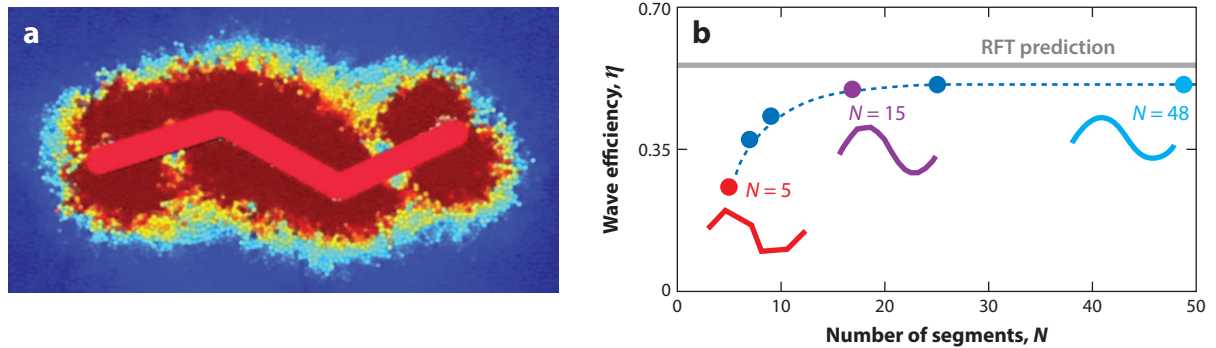 a
b
0.70
0.35
0
Wave efficiency, η
RFT prediction
N = 5
N = 15
N = 48
0
10
20
30
40
50
Number of segments, N